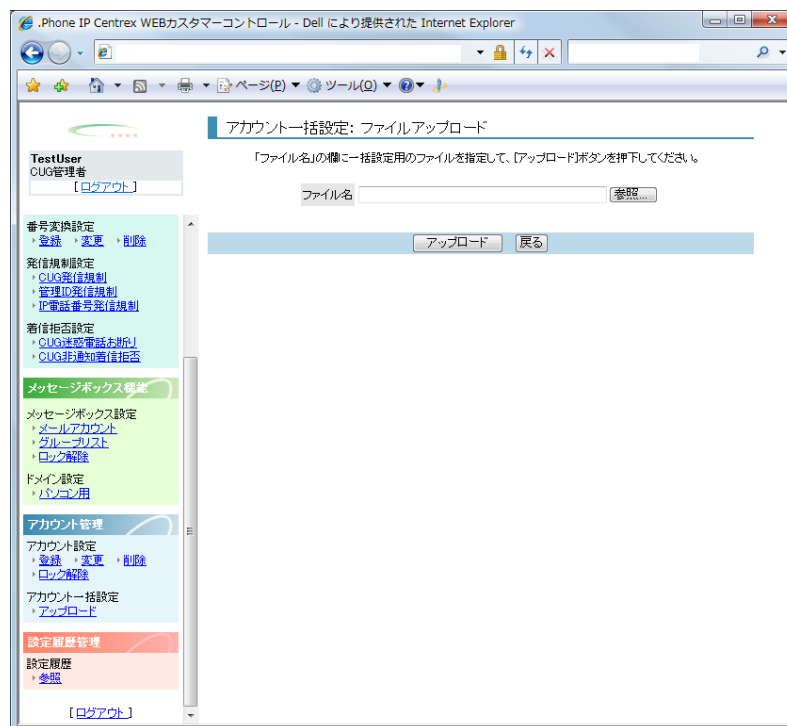 .Phone IP Centrex WEBカスタマーコントロール - Dell により提供された Internet Explorer
ページ(P) ツール(O)
TestUser
CUG管理者
[ ログアウト ]
番号変換設定
登録 変更 削除
発信規制設定
CUG発信規制
管理ID発信規制
IP電話番号発信規制
着信拒否設定
CUG迷惑電話お断り
CUG非通知着信拒否
メッセージボックス機能
メッセージボックス設定
メールアカウント
グループリスト
ロック解除
ドメイン設定
パソコン用
アカウント管理
アカウント設定
登録 変更 削除
ロック解除
アカウント一括設定
アップロード
設定履歴管理
設定履歴
参照
[ ログアウト ]
アカウント一括設定: ファイルアップロード
「ファイル名」の欄に一括設定用のファイルを指定して、[アップロード]ボタンを押下してください。
ファイル名 参照...
アップロード 戻る